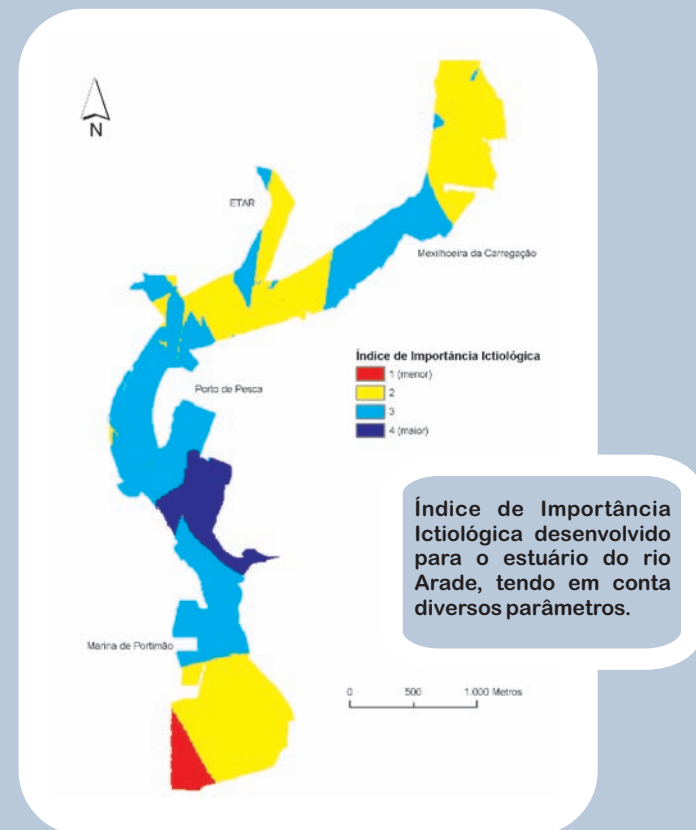 N
ETAR
Mexilhoeira da Carregação
Índice de Importância Ictiológica
1 (menor)
2
3
4 (maior)
Porto de Pesca
Índice de Importância
Ictiológica desenvolvido
para o estuário do rio
Arade, tendo em conta
diversos parâmetros.
Marina de Portimão
0 500 1.000 Metros